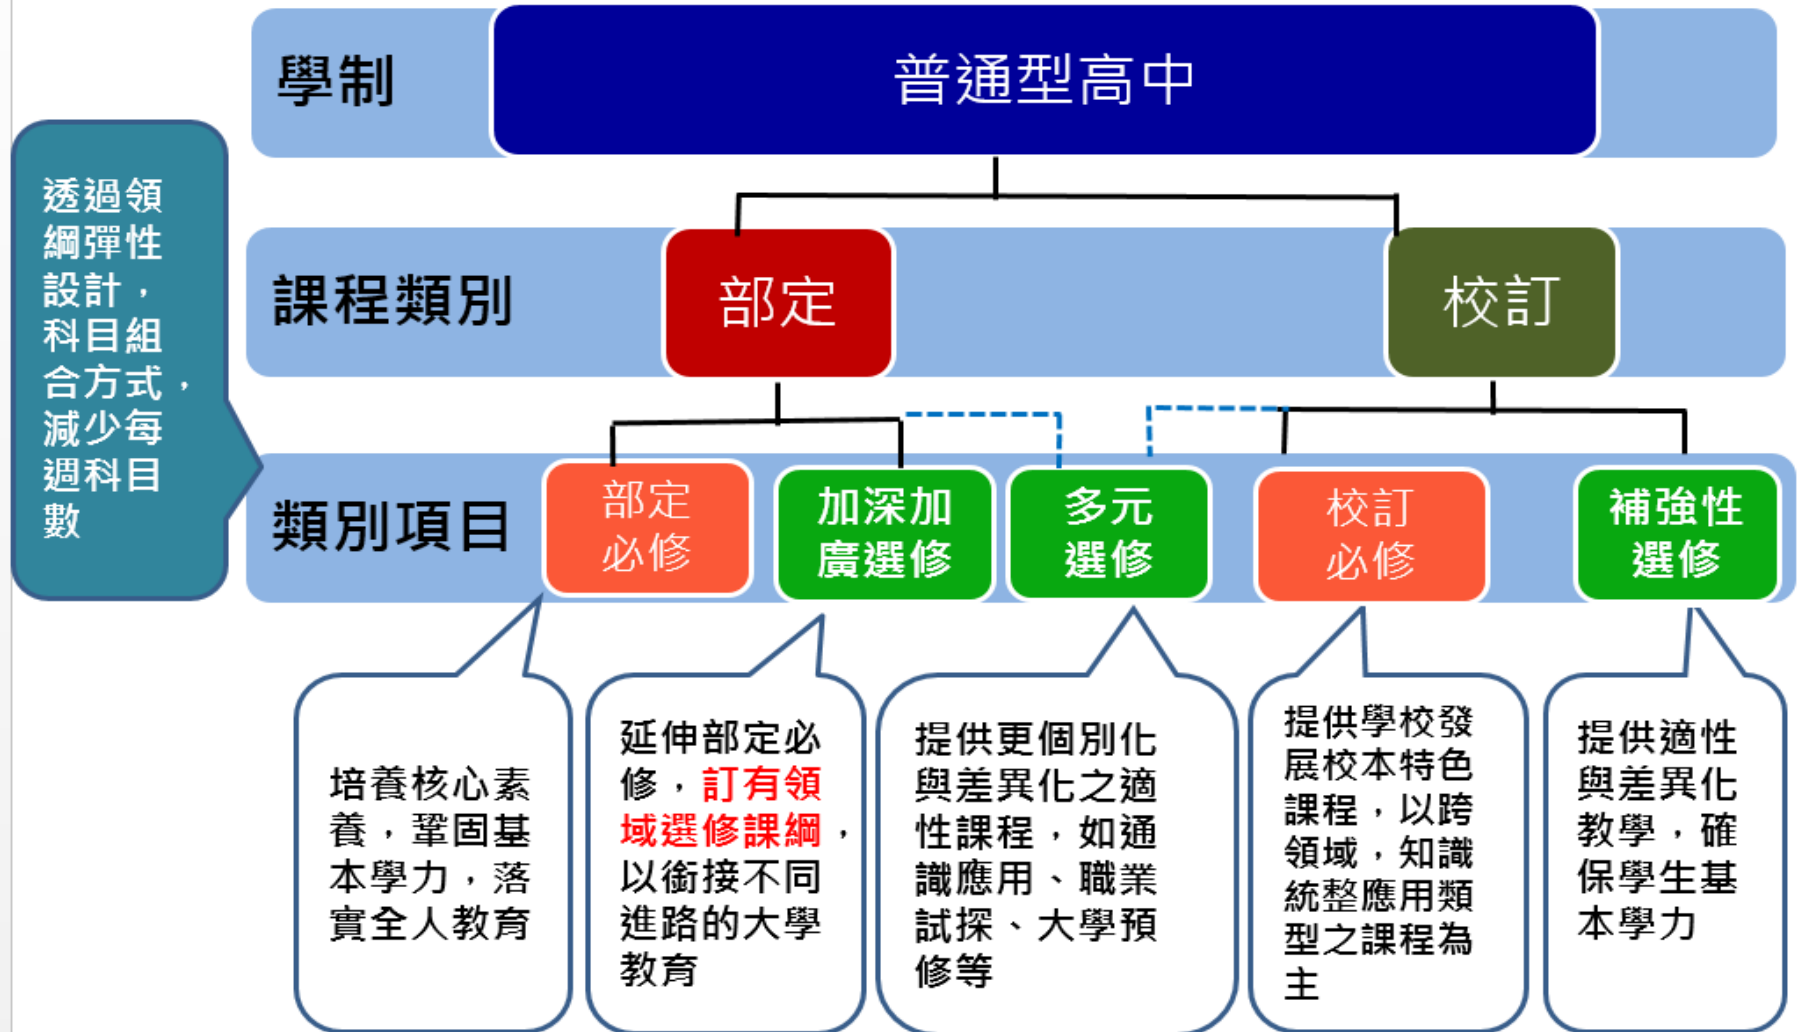 學制
普通型高中
透過領
綱彈性
設計，
科目組
合方式，
減少每
週科目
數
課程類別
部定
校訂
類別項目
部定
必修
加深加
廣選修
多元
選修
校訂
必修
補強性
選修
培養核心素
養，鞏固基
本學力，落
實全人教育
延伸部定必
修，訂有領
域選修課綱，
以銜接不同
進路的大學
教育
提供更個別化
與差異化之適
性課程，如通
識應用、職業
試探、大學預
修等
提供學校發
展校本特色
課程，以跨
領域，知識
統整應用類
型之課程為
主
提供適性
與差異化
教學，確
保學生基
本學力